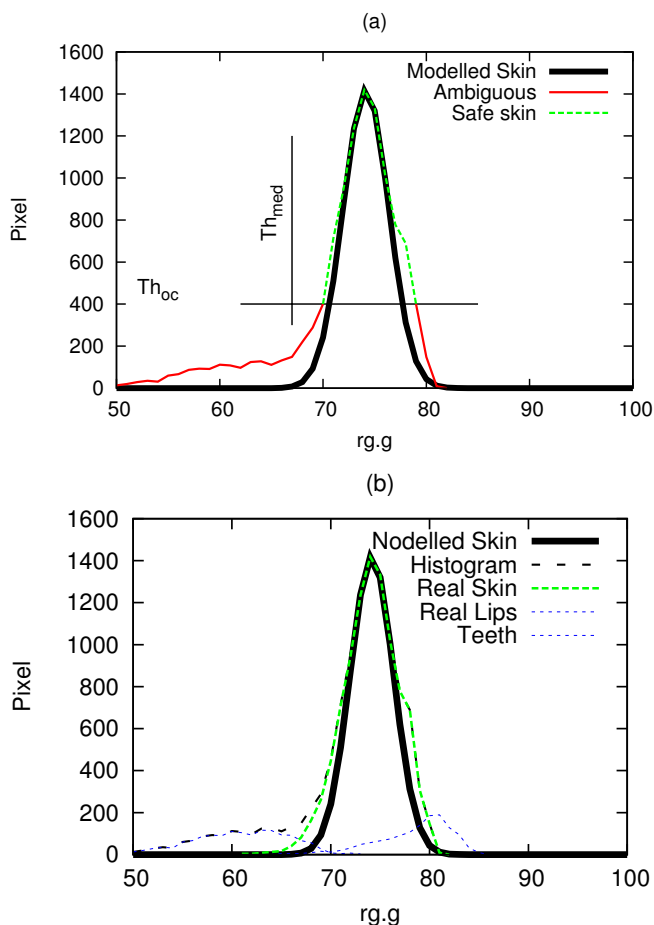 (a)
1600
1400
1200
1000
800
600
400
200
0
Pixel
Modelled Skin
Ambiguous
Safe skin
Th_med
Th_oc
50 60 70 80 90 100
rg.g
(b)
1600
1400
1200
1000
800
600
400
200
0
Pixel
Nodelled Skin
Histogram
Real Skin
Real Lips
Teeth
50 60 70 80 90 100
rg.g